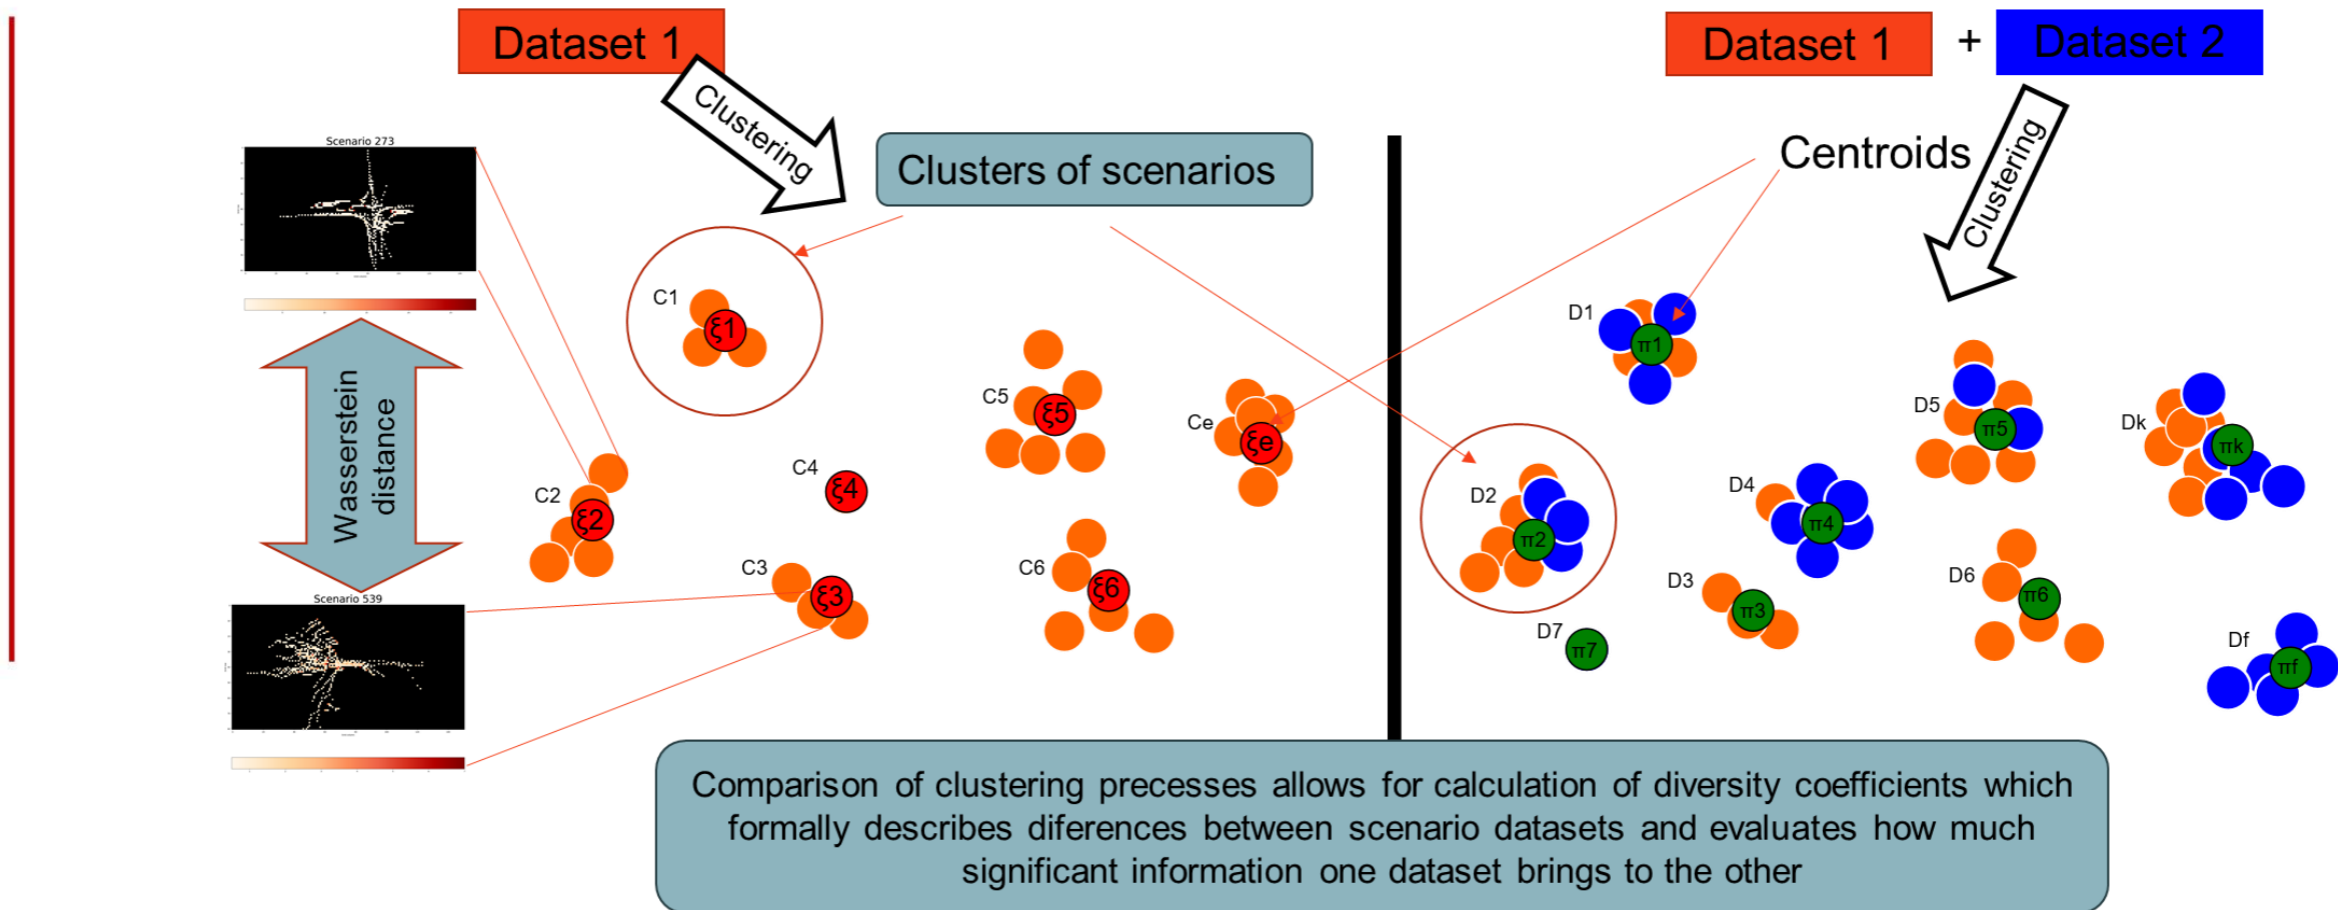 Dataset 1
Clustering
Clusters of scenarios
Dataset 1
+
Dataset 2
Clustering
Centroids
Scenario 273
Wasserstein
distance
Scenario 539
C1
ξ1
C2
ξ2
C3
ξ3
C4
ξ4
C5
ξ5
C6
ξ6
Ce
ξe
D1
π1
D2
π2
D3
π3
D4
π4
D5
π5
D6
π6
D7
π7
Dk
πk
Df
πf
Comparison of clustering precesses allows for calculation of diversity coefficients which
formally describes diferences between scenario datasets and evaluates how much
significant information one dataset brings to the other